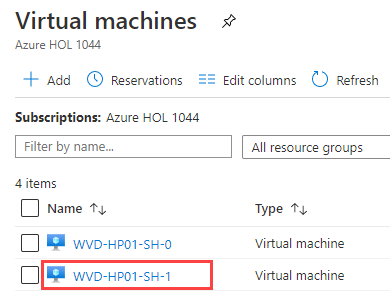 Virtual machines
Azure HOL 1044
Add Reservations Edit columns Refresh
Subscriptions: Azure HOL 1044
Filter by name... All resource groups
4 items
Name Type
WVD-HP01-SH-0 Virtual machine
WVD-HP01-SH-1 Virtual machine